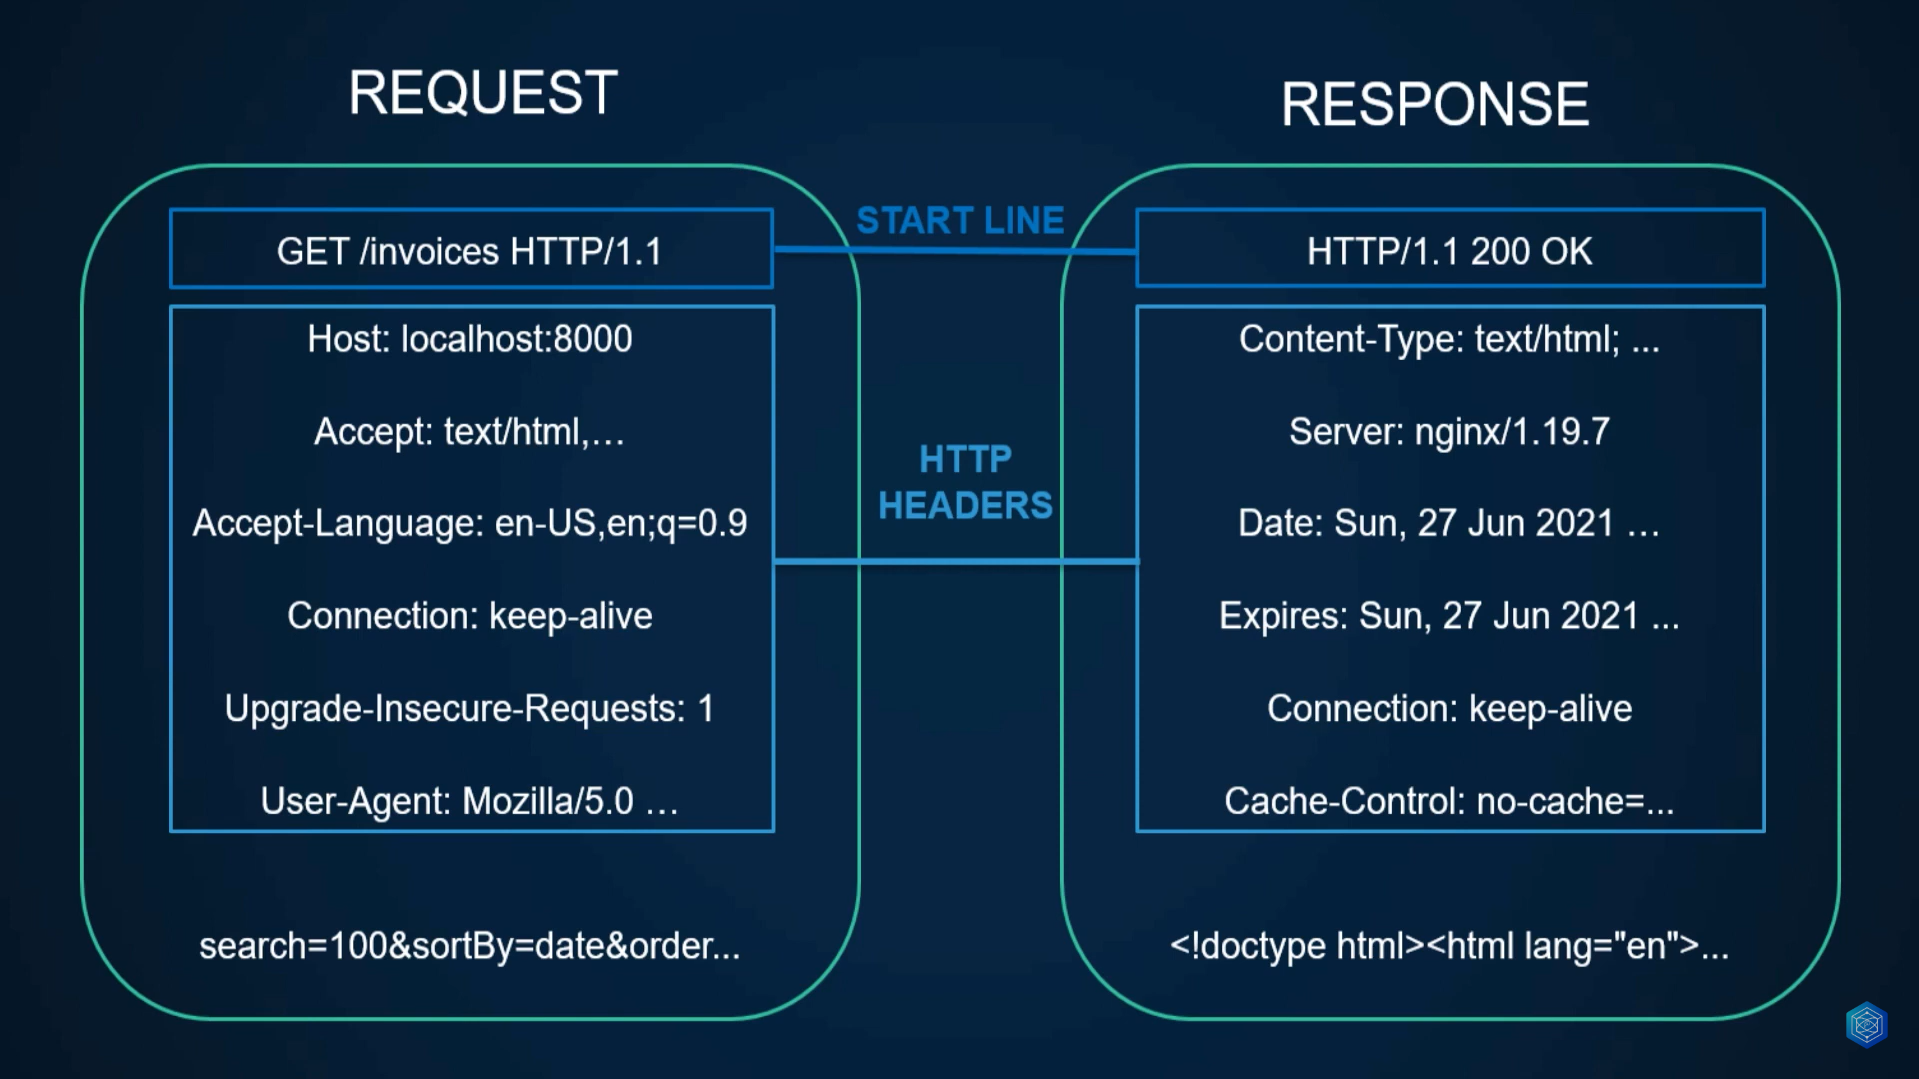 REQUEST
GET /invoices HTTP/1.1
Host: localhost:8000
Accept: text/html,…
Accept-Language: en-US,en;q=0.9
Connection: keep-alive
Upgrade-Insecure-Requests: 1
User-Agent: Mozilla/5.0 …
search=100&sortBy=date&order...
START LINE
HTTP
HEADERS
RESPONSE
HTTP/1.1 200 OK
Content-Type: text/html; ...
Server: nginx/1.19.7
Date: Sun, 27 Jun 2021 …
Expires: Sun, 27 Jun 2021 ...
Connection: keep-alive
Cache-Control: no-cache=...
<!doctype html><html lang="en">...